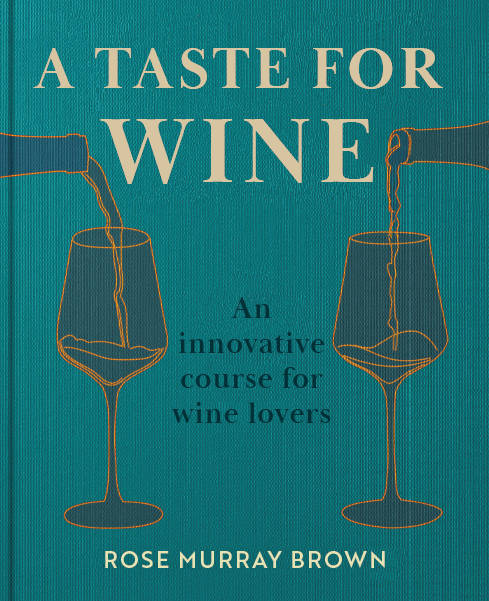 A TASTE FOR
WINE
An
innovative
course for
wine lovers
ROSE MURRAY BROWN